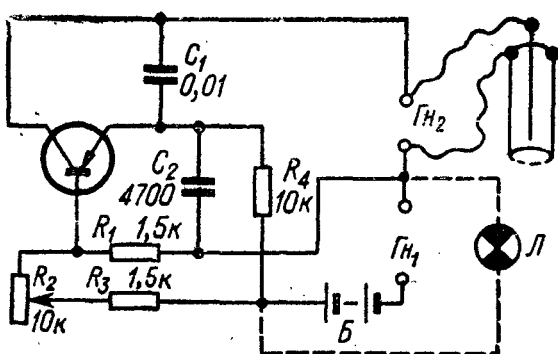 C₁
0,01
Гн₂
C₂
4700
R₄
10к
R₁ 1,5к
Л
R₂
10к
R₃ 1,5к
Гн₁
Б